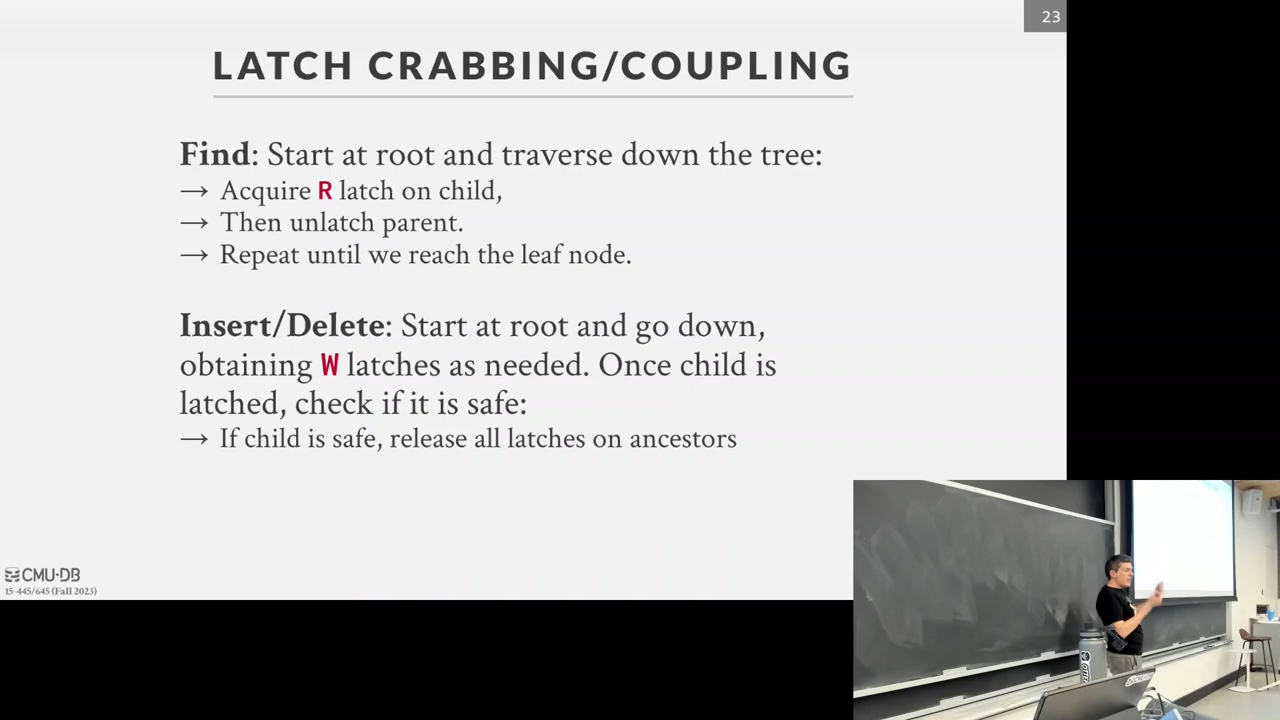 23
LATCH CRABBING/COUPLING
Find: Start at root and traverse down the tree:
→ Acquire R latch on child,
→ Then unlatch parent.
→ Repeat until we reach the leaf node.
Insert/Delete: Start at root and go down,
obtaining W latches as needed. Once child is
latched, check if it is safe:
→ If child is safe, release all latches on ancestors
CMU·DB
15-445/645 (Fall 2023)